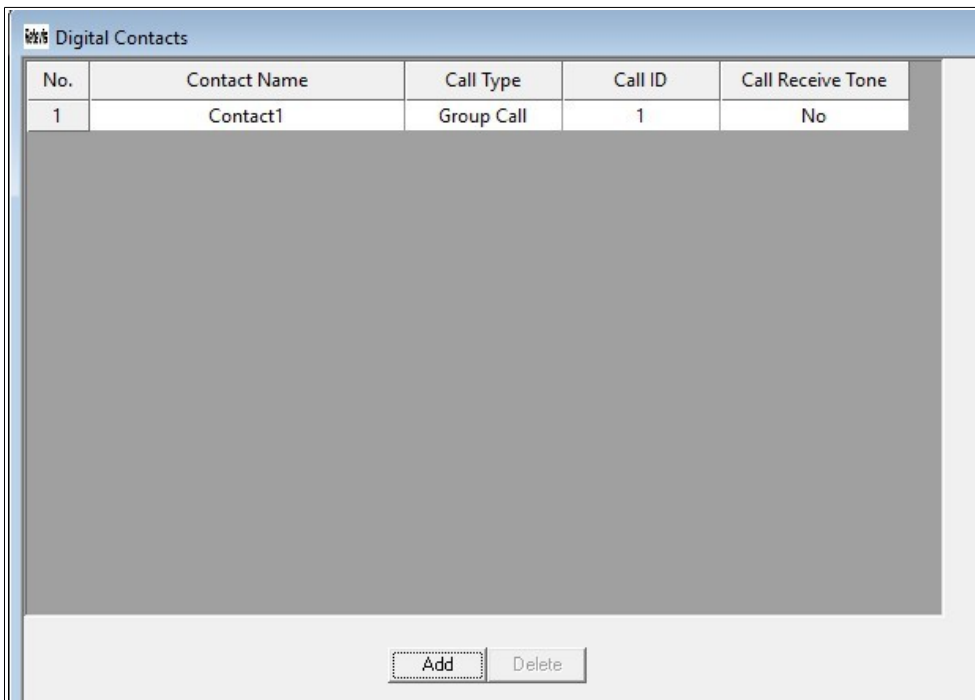 Digital Contacts
No. Contact Name Call Type Call ID Call Receive Tone
1 Contact1 Group Call 1 No
Add Delete